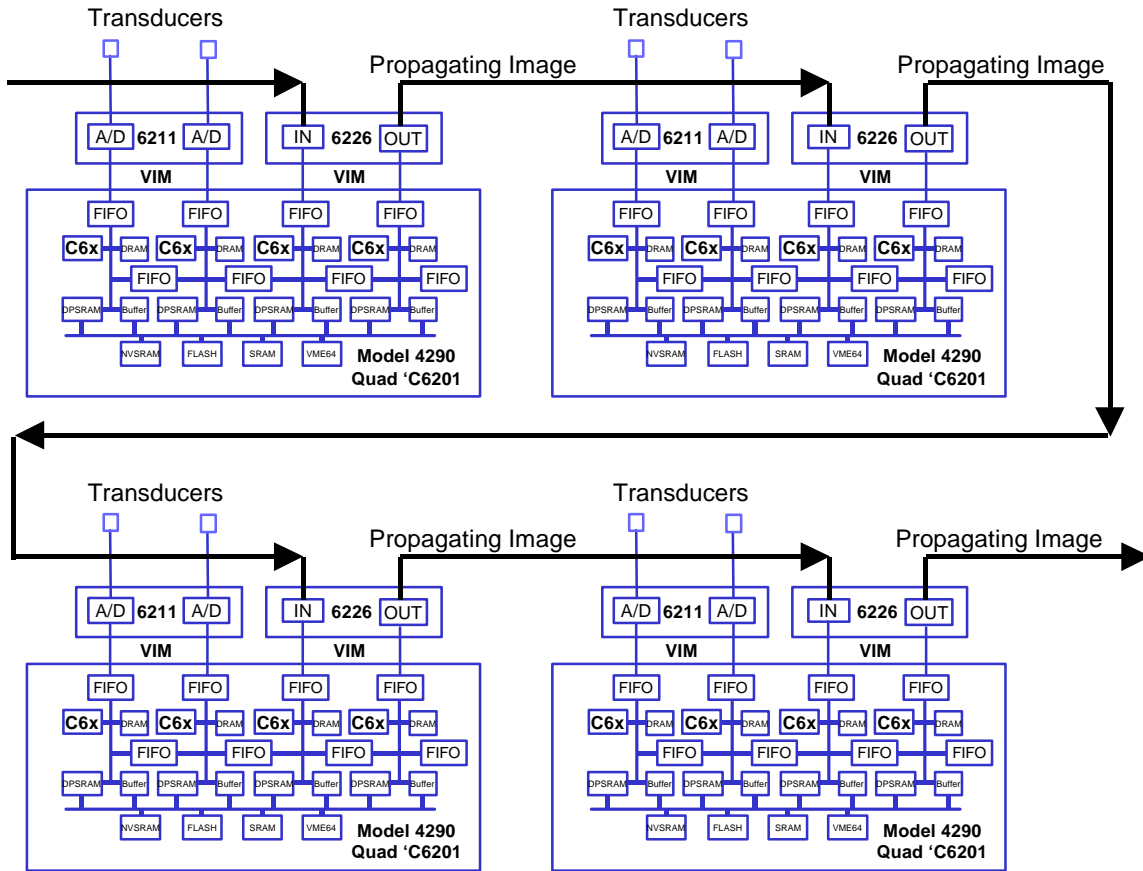 Transducers Transducers
Propagating Image Propagating Image
A/D 6211 A/D IN 6226 OUT A/D 6211 A/D IN 6226 OUT
VIM VIM VIM VIM
FIFO FIFO FIFO FIFO FIFO FIFO FIFO FIFO
C6x DRAM C6x DRAM C6x DRAM C6x DRAM C6x DRAM C6x DRAM C6x DRAM C6x DRAM
FIFO FIFO FIFO FIFO FIFO FIFO FIFO FIFO
DPSRAM Buffer DPSRAM Buffer DPSRAM Buffer DPSRAM Buffer DPSRAM Buffer DPSRAM Buffer DPSRAM Buffer DPSRAM Buffer
NVSRAM FLASH SRAM VME64 Model 4290 NVSRAM FLASH SRAM VME64 Model 4290
Quad ‘C6201 Quad ‘C6201
Transducers Transducers
Propagating Image Propagating Image
A/D 6211 A/D IN 6226 OUT A/D 6211 A/D IN 6226 OUT
VIM VIM VIM VIM
FIFO FIFO FIFO FIFO FIFO FIFO FIFO FIFO
C6x DRAM C6x DRAM C6x DRAM C6x DRAM C6x DRAM C6x DRAM C6x DRAM C6x DRAM
FIFO FIFO FIFO FIFO FIFO FIFO FIFO FIFO
DPSRAM Buffer DPSRAM Buffer DPSRAM Buffer DPSRAM Buffer DPSRAM Buffer DPSRAM Buffer DPSRAM Buffer DPSRAM Buffer
NVSRAM FLASH SRAM VME64 Model 4290 NVSRAM FLASH SRAM VME64 Model 4290
Quad ‘C6201 Quad ‘C6201